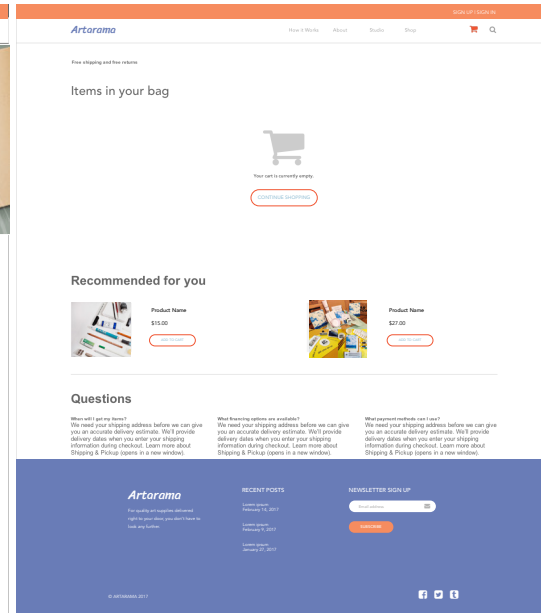 SIGN UP / SIGN IN
Artarama
How it Works About Studio Shop
Free shipping and free returns
Items in your bag
Your cart is currently empty.
CONTINUE SHOPPING
Recommended for you
Product Name
$15.00
ADD TO CART
Product Name
$27.00
ADD TO CART
Questions
When will I get my items?
We need your shipping address before we can give
you an accurate delivery estimate. We'll provide
delivery dates when you enter your shipping
information during checkout. Learn more about
Shipping & Pickup (opens in a new window).
What financing options are available?
We need your shipping address before we can give
you an accurate delivery estimate. We'll provide
delivery dates when you enter your shipping
information during checkout. Learn more about
Shipping & Pickup (opens in a new window).
What payment methods can I use?
We need your shipping address before we can give
you an accurate delivery estimate. We'll provide
delivery dates when you enter your shipping
information during checkout. Learn more about
Shipping & Pickup (opens in a new window).
Artarama
For quality art supplies delivered
right to your door, you don't have to
look any further.
RECENT POSTS
Lorem ipsum
February 14, 2017
Lorem ipsum
February 9, 2017
Lorem ipsum
January 27, 2017
NEWSLETTER SIGN UP
Email address
SUBSCRIBE
© ARTARAMA 2017